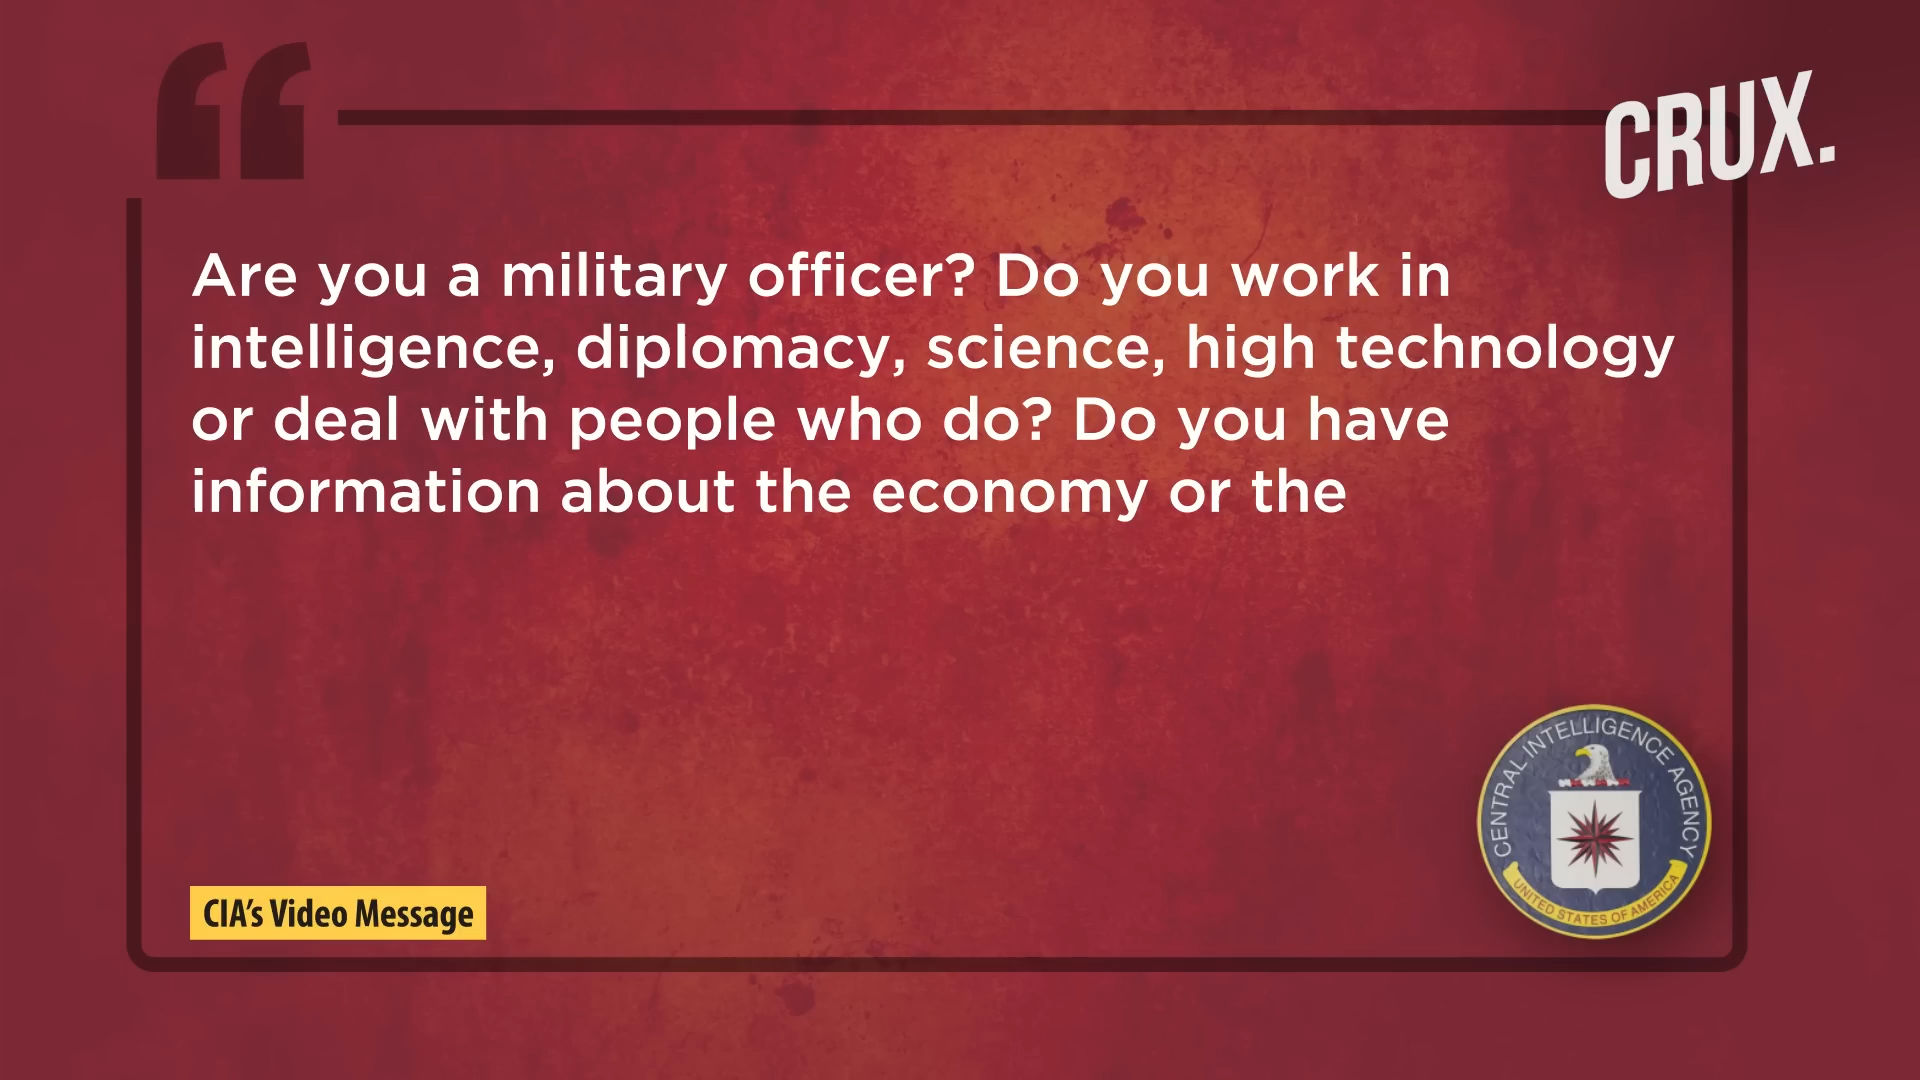 CRUX.
Are you a military officer? Do you work in
intelligence, diplomacy, science, high technology
or deal with people who do? Do you have
information about the economy or the
CENTRAL INTELLIGENCE AGENCY
UNITED STATES OF AMERICA
CIA's Video Message